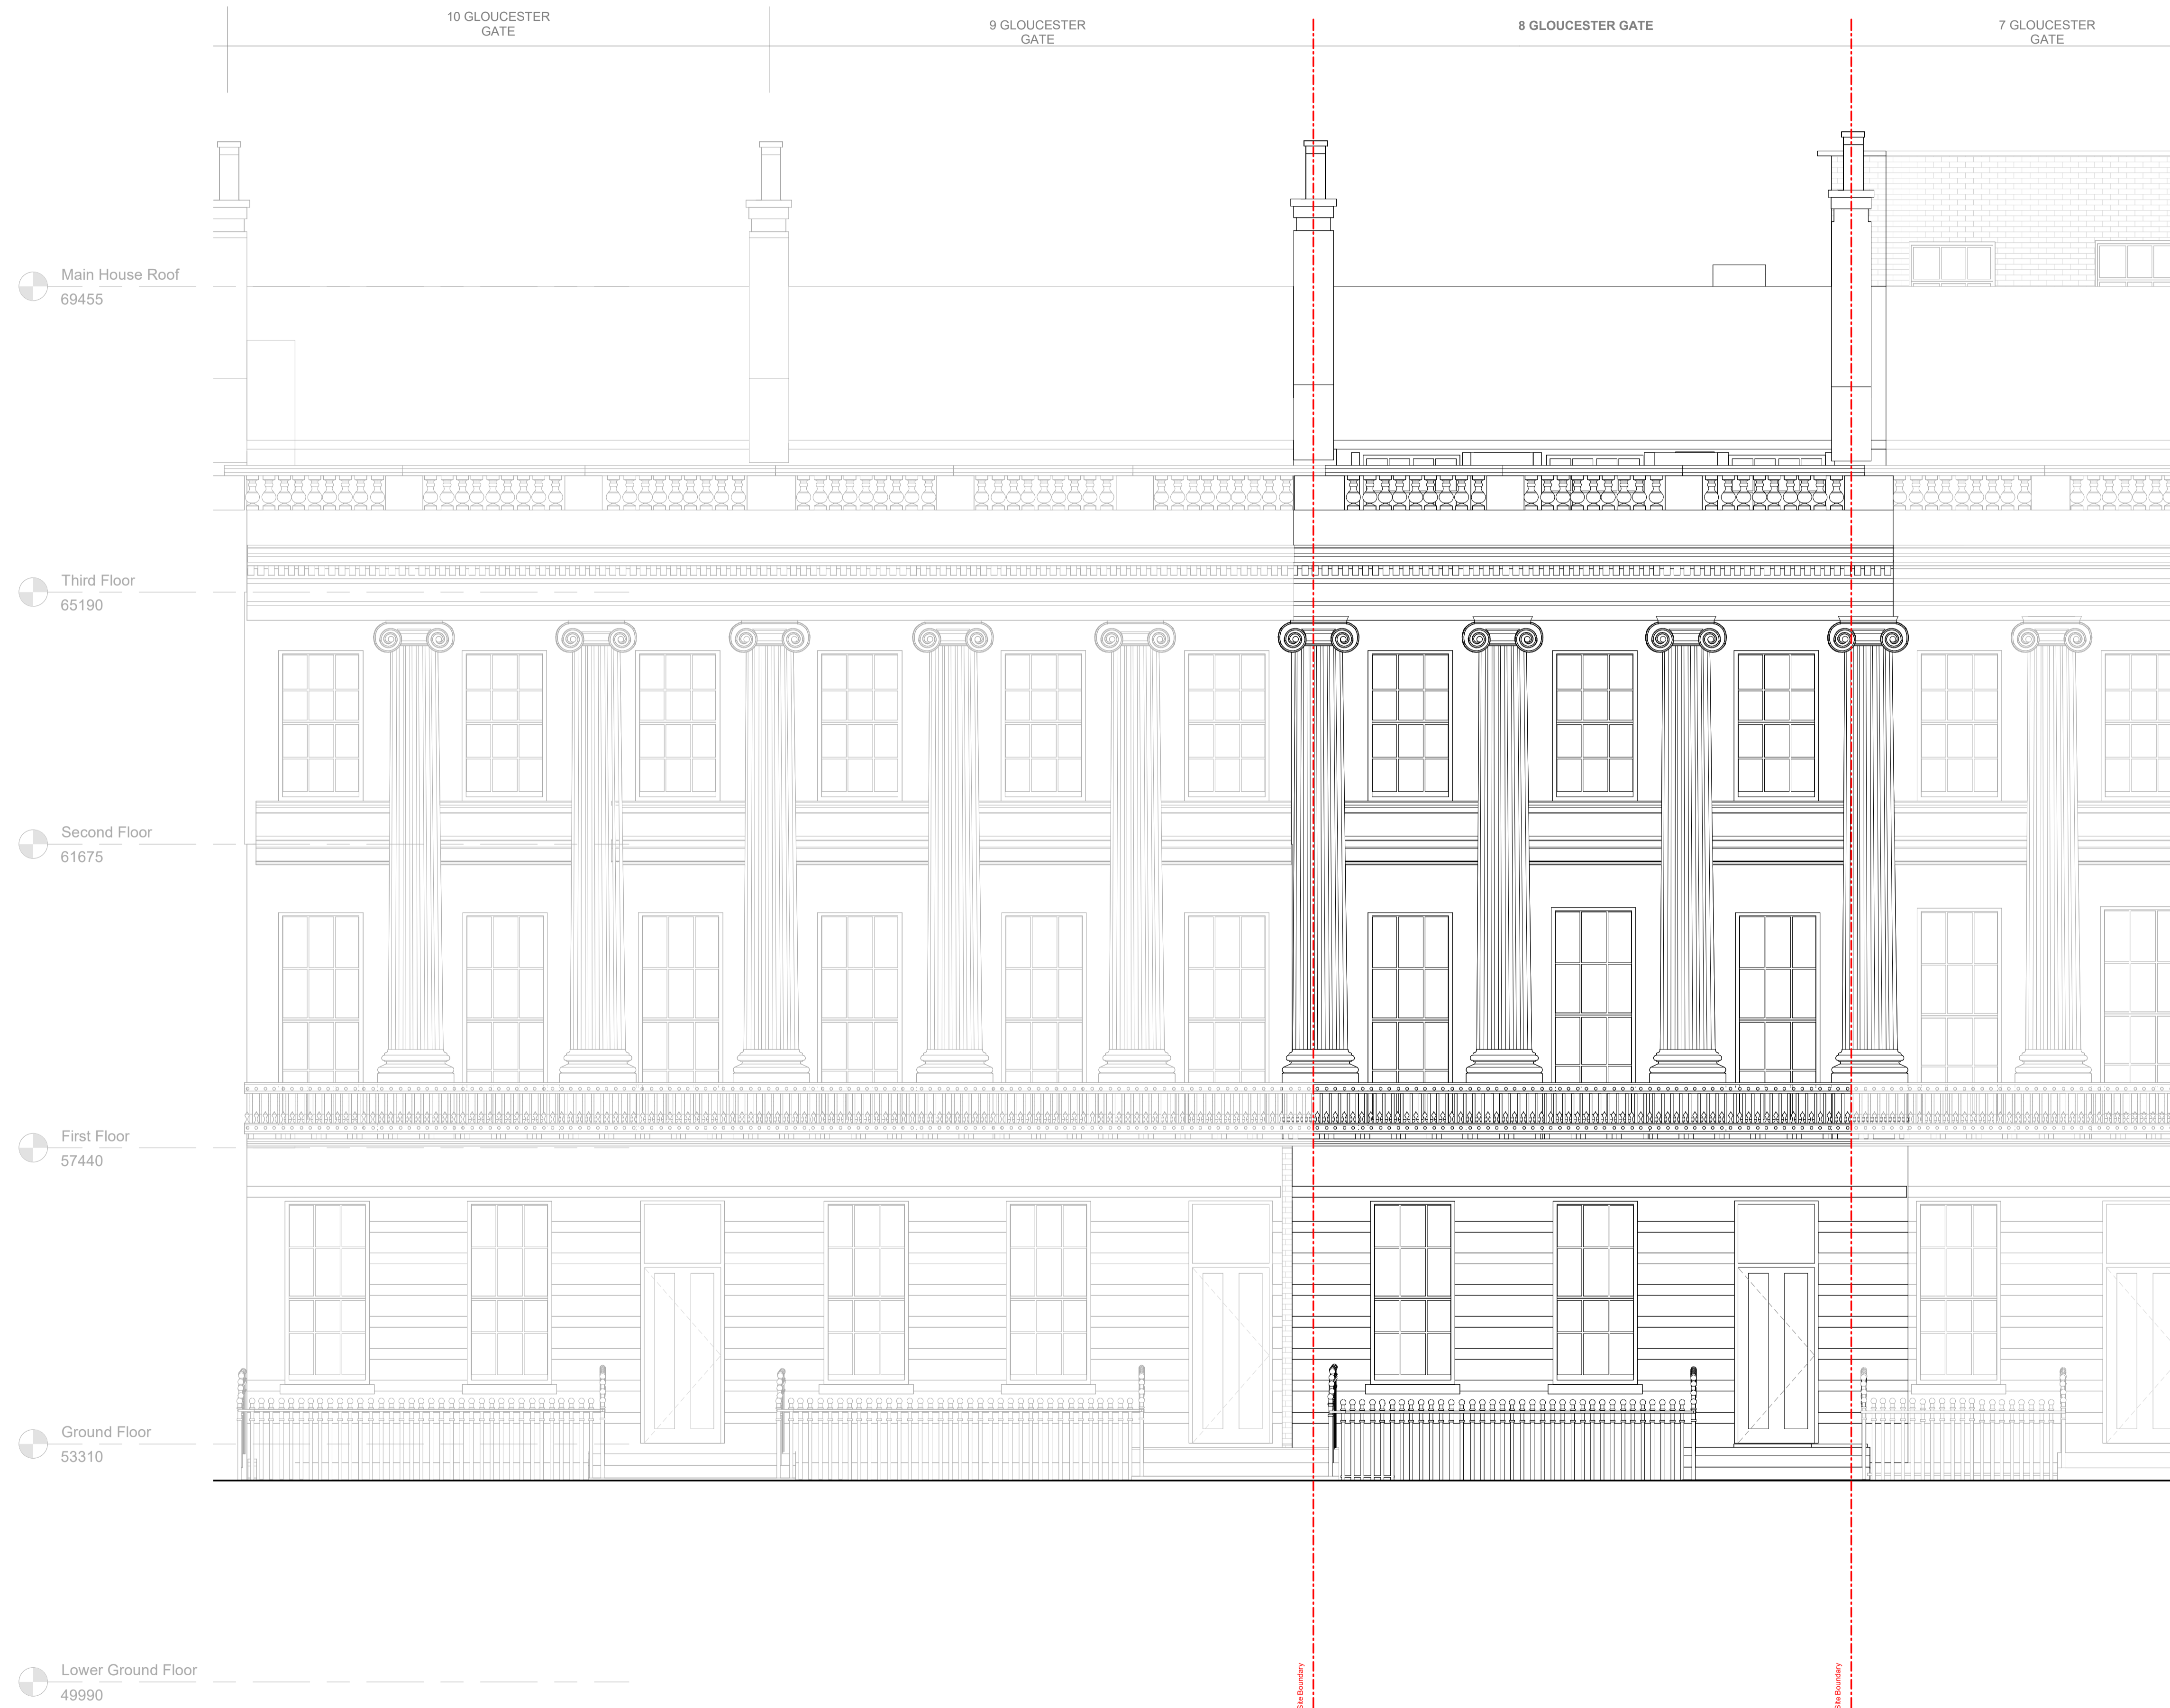 10 GLOUCESTER
GATE
9 GLOUCESTER
GATE
8 GLOUCESTER GATE
7 GLOUCESTER
GATE
Main House Roof
69455
Third Floor
65190
Second Floor
61675
First Floor
57440
Ground Floor
53310
Lower Ground Floor
49990
Site Boundary
Site Boundary